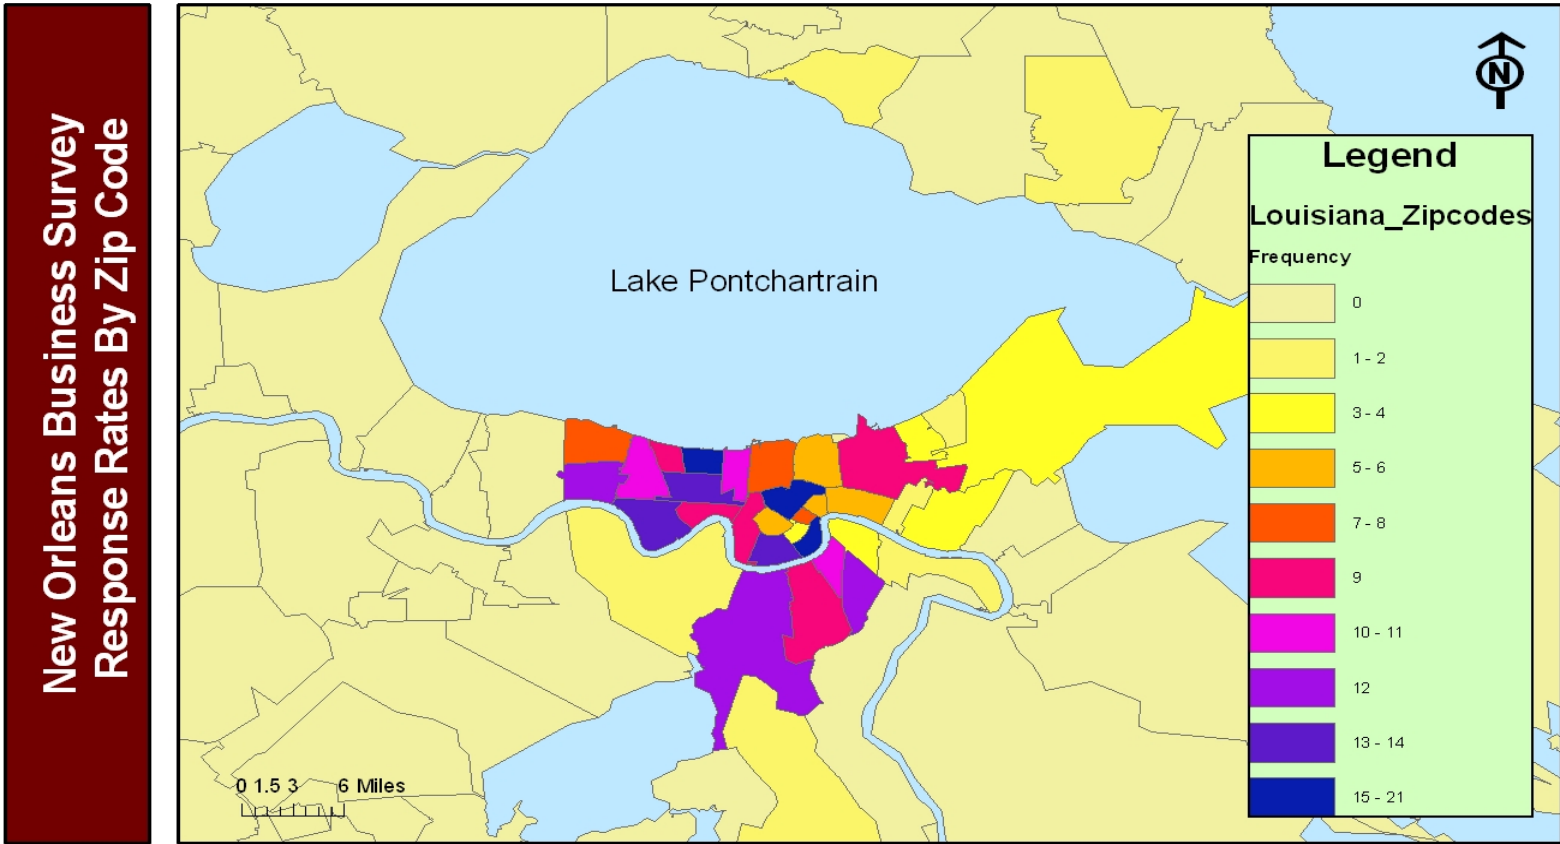 New Orleans Business Survey
Response Rates By Zip Code
N
Lake Pontchartrain
Legend
Louisiana_Zipcodes
Frequency
0
1 - 2
3 - 4
5 - 6
7 - 8
9
10 - 11
12
13 - 14
15 - 21
0 1.5 3 6 Miles